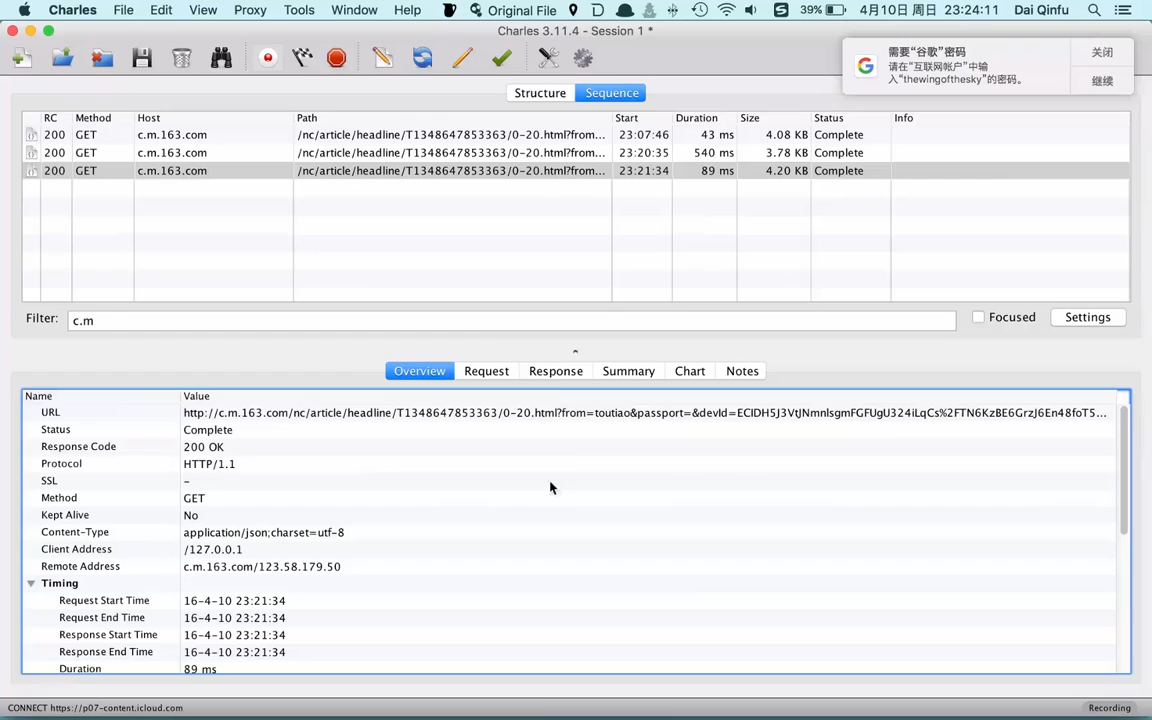 Charles File Edit View Proxy Tools Window Help Original File 39% 4月10日 周日 23:24:11 Dai Qinfu
Charles 3.11.4 - Session 1 *
需要“谷歌”密码
请在“互联网帐户”中输
入“thewingofthesky”的密码。
关闭
继续
Structure Sequence
RC Method Host Path Start Duration Size Status Info
200 GET c.m.163.com /nc/article/headline/T1348647853363/0-20.html?from... 23:07:46 43 ms 4.08 KB Complete
200 GET c.m.163.com /nc/article/headline/T1348647853363/0-20.html?from... 23:20:35 540 ms 3.78 KB Complete
200 GET c.m.163.com /nc/article/headline/T1348647853363/0-20.html?from... 23:21:34 89 ms 4.20 KB Complete
Filter: c.m Focused Settings
Overview Request Response Summary Chart Notes
Name Value
URL http://c.m.163.com/nc/article/headline/T1348647853363/0-20.html?from=toutiao&passport=&devId=ECIDH5J3VtJNmnlsgmFGFUgU324iLqCs%2FTN6KzBE6GrzJ6En48foT5...
Status Complete
Response Code 200 OK
Protocol HTTP/1.1
SSL -
Method GET
Kept Alive No
Content-Type application/json;charset=utf-8
Client Address /127.0.0.1
Remote Address c.m.163.com/123.58.179.50
Timing
Request Start Time 16-4-10 23:21:34
Request End Time 16-4-10 23:21:34
Response Start Time 16-4-10 23:21:34
Response End Time 16-4-10 23:21:34
Duration 89 ms
CONNECT https://p07-content.icloud.com Recording